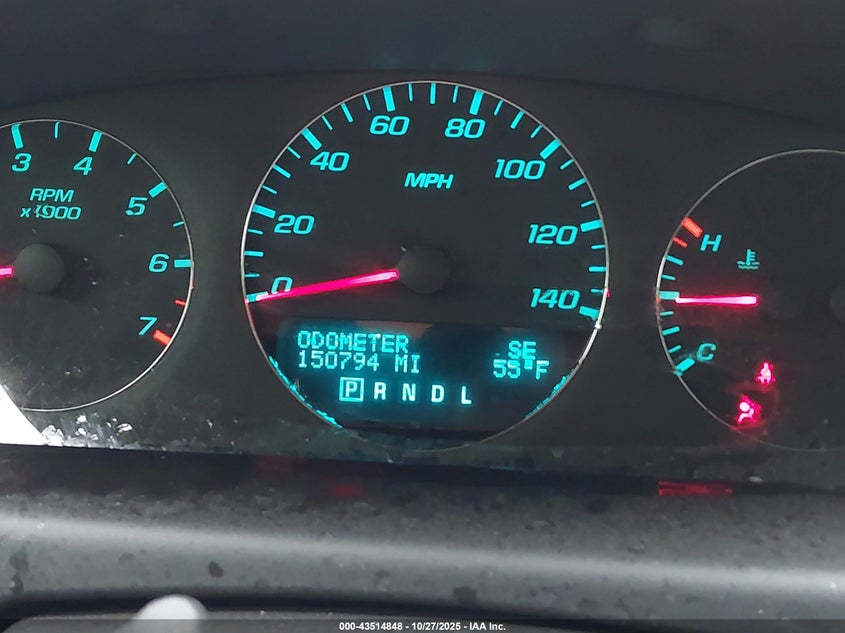 3 4 5 6 7
RPM
x1000
0 20 40 60 80 100 120 140
MPH
ODOMETER
150794 MI
SE
55°F
P R N D L
H
C
000-43514848 - 10/27/2025 - IAA Inc.